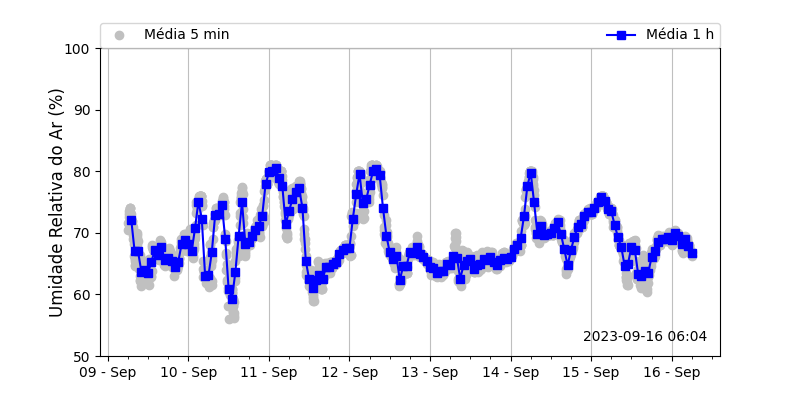 Média 5 min Média 1 h
100
90
80
70
60
50
Umidade Relativa do Ar (%)
2023-09-16 06:04
09 - Sep 10 - Sep 11 - Sep 12 - Sep 13 - Sep 14 - Sep 15 - Sep 16 - Sep